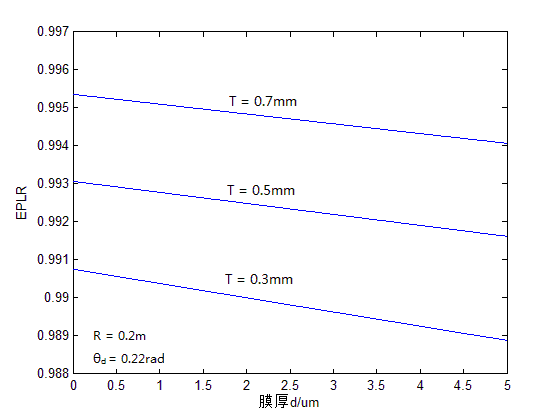 0.997
0.996
0.995
T = 0.7mm
0.994
0.993
T = 0.5mm
EPLR
0.992
0.991
T = 0.3mm
0.99
0.989
R = 0.2m
θd = 0.22rad
0.988
0 0.5 1 1.5 2 2.5 3 3.5 4 4.5 5
膜厚d/um